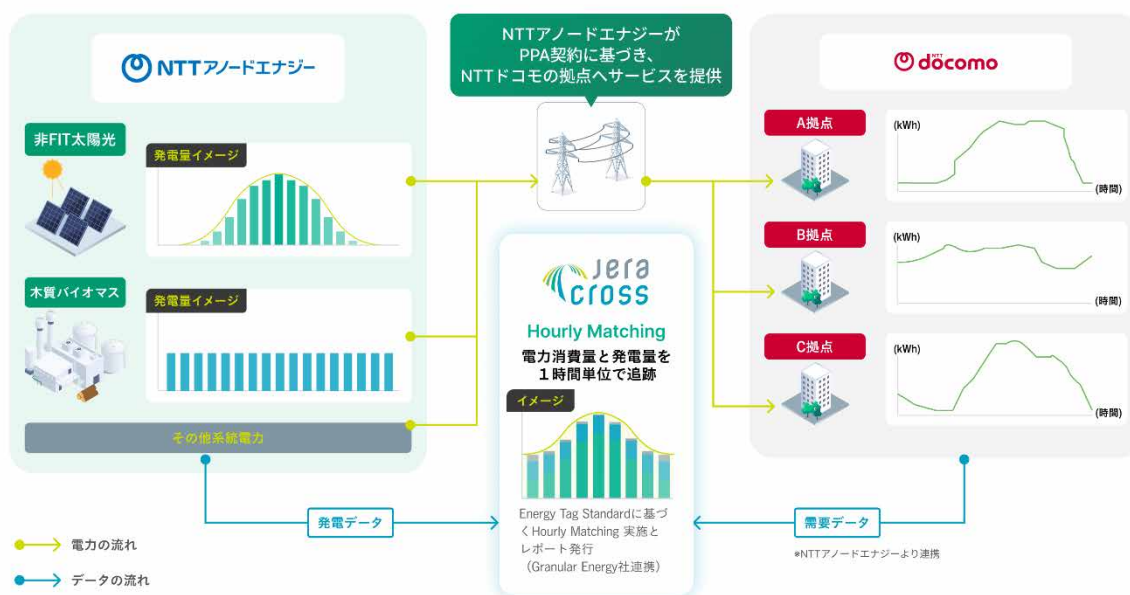 NTTアノードエナジー
非FIT太陽光
発電量イメージ
木質バイオマス
発電量イメージ
その他系統電力
NTTアノードエナジーが
PPA契約に基づき、
NTTドコモの拠点へサービスを提供
jera
cross
Hourly Matching
電力消費量と発電量を
1時間単位で追跡
イメージ
Energy Tag Standardに基づ
くHourly Matching 実施と
レポート発行
（Granular Energy社連携）
NTT
döcomo
A拠点
(kWh)
(時間)
B拠点
(kWh)
(時間)
C拠点
(kWh)
(時間)
発電データ
需要データ
※NTTアノードエナジーより連携
電力の流れ
データの流れ